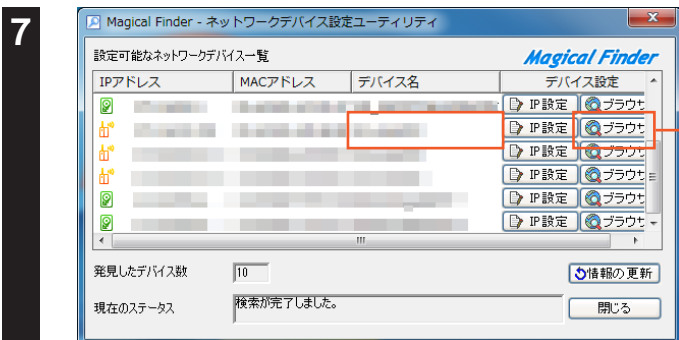 7
Magical Finder - ネットワークデバイス設定ユーティリティ
設定可能なネットワークデバイス一覧
Magical Finder
IPアドレス MACアドレス デバイス名 デバイス設定
IP設定 ブラウザ
IP設定 ブラウザ
IP設定 ブラウザ
IP設定 ブラウザ
IP設定 ブラウザ
IP設定 ブラウザ
発見したデバイス数 10 情報の更新
現在のステータス 検索が完了しました。 閉じる